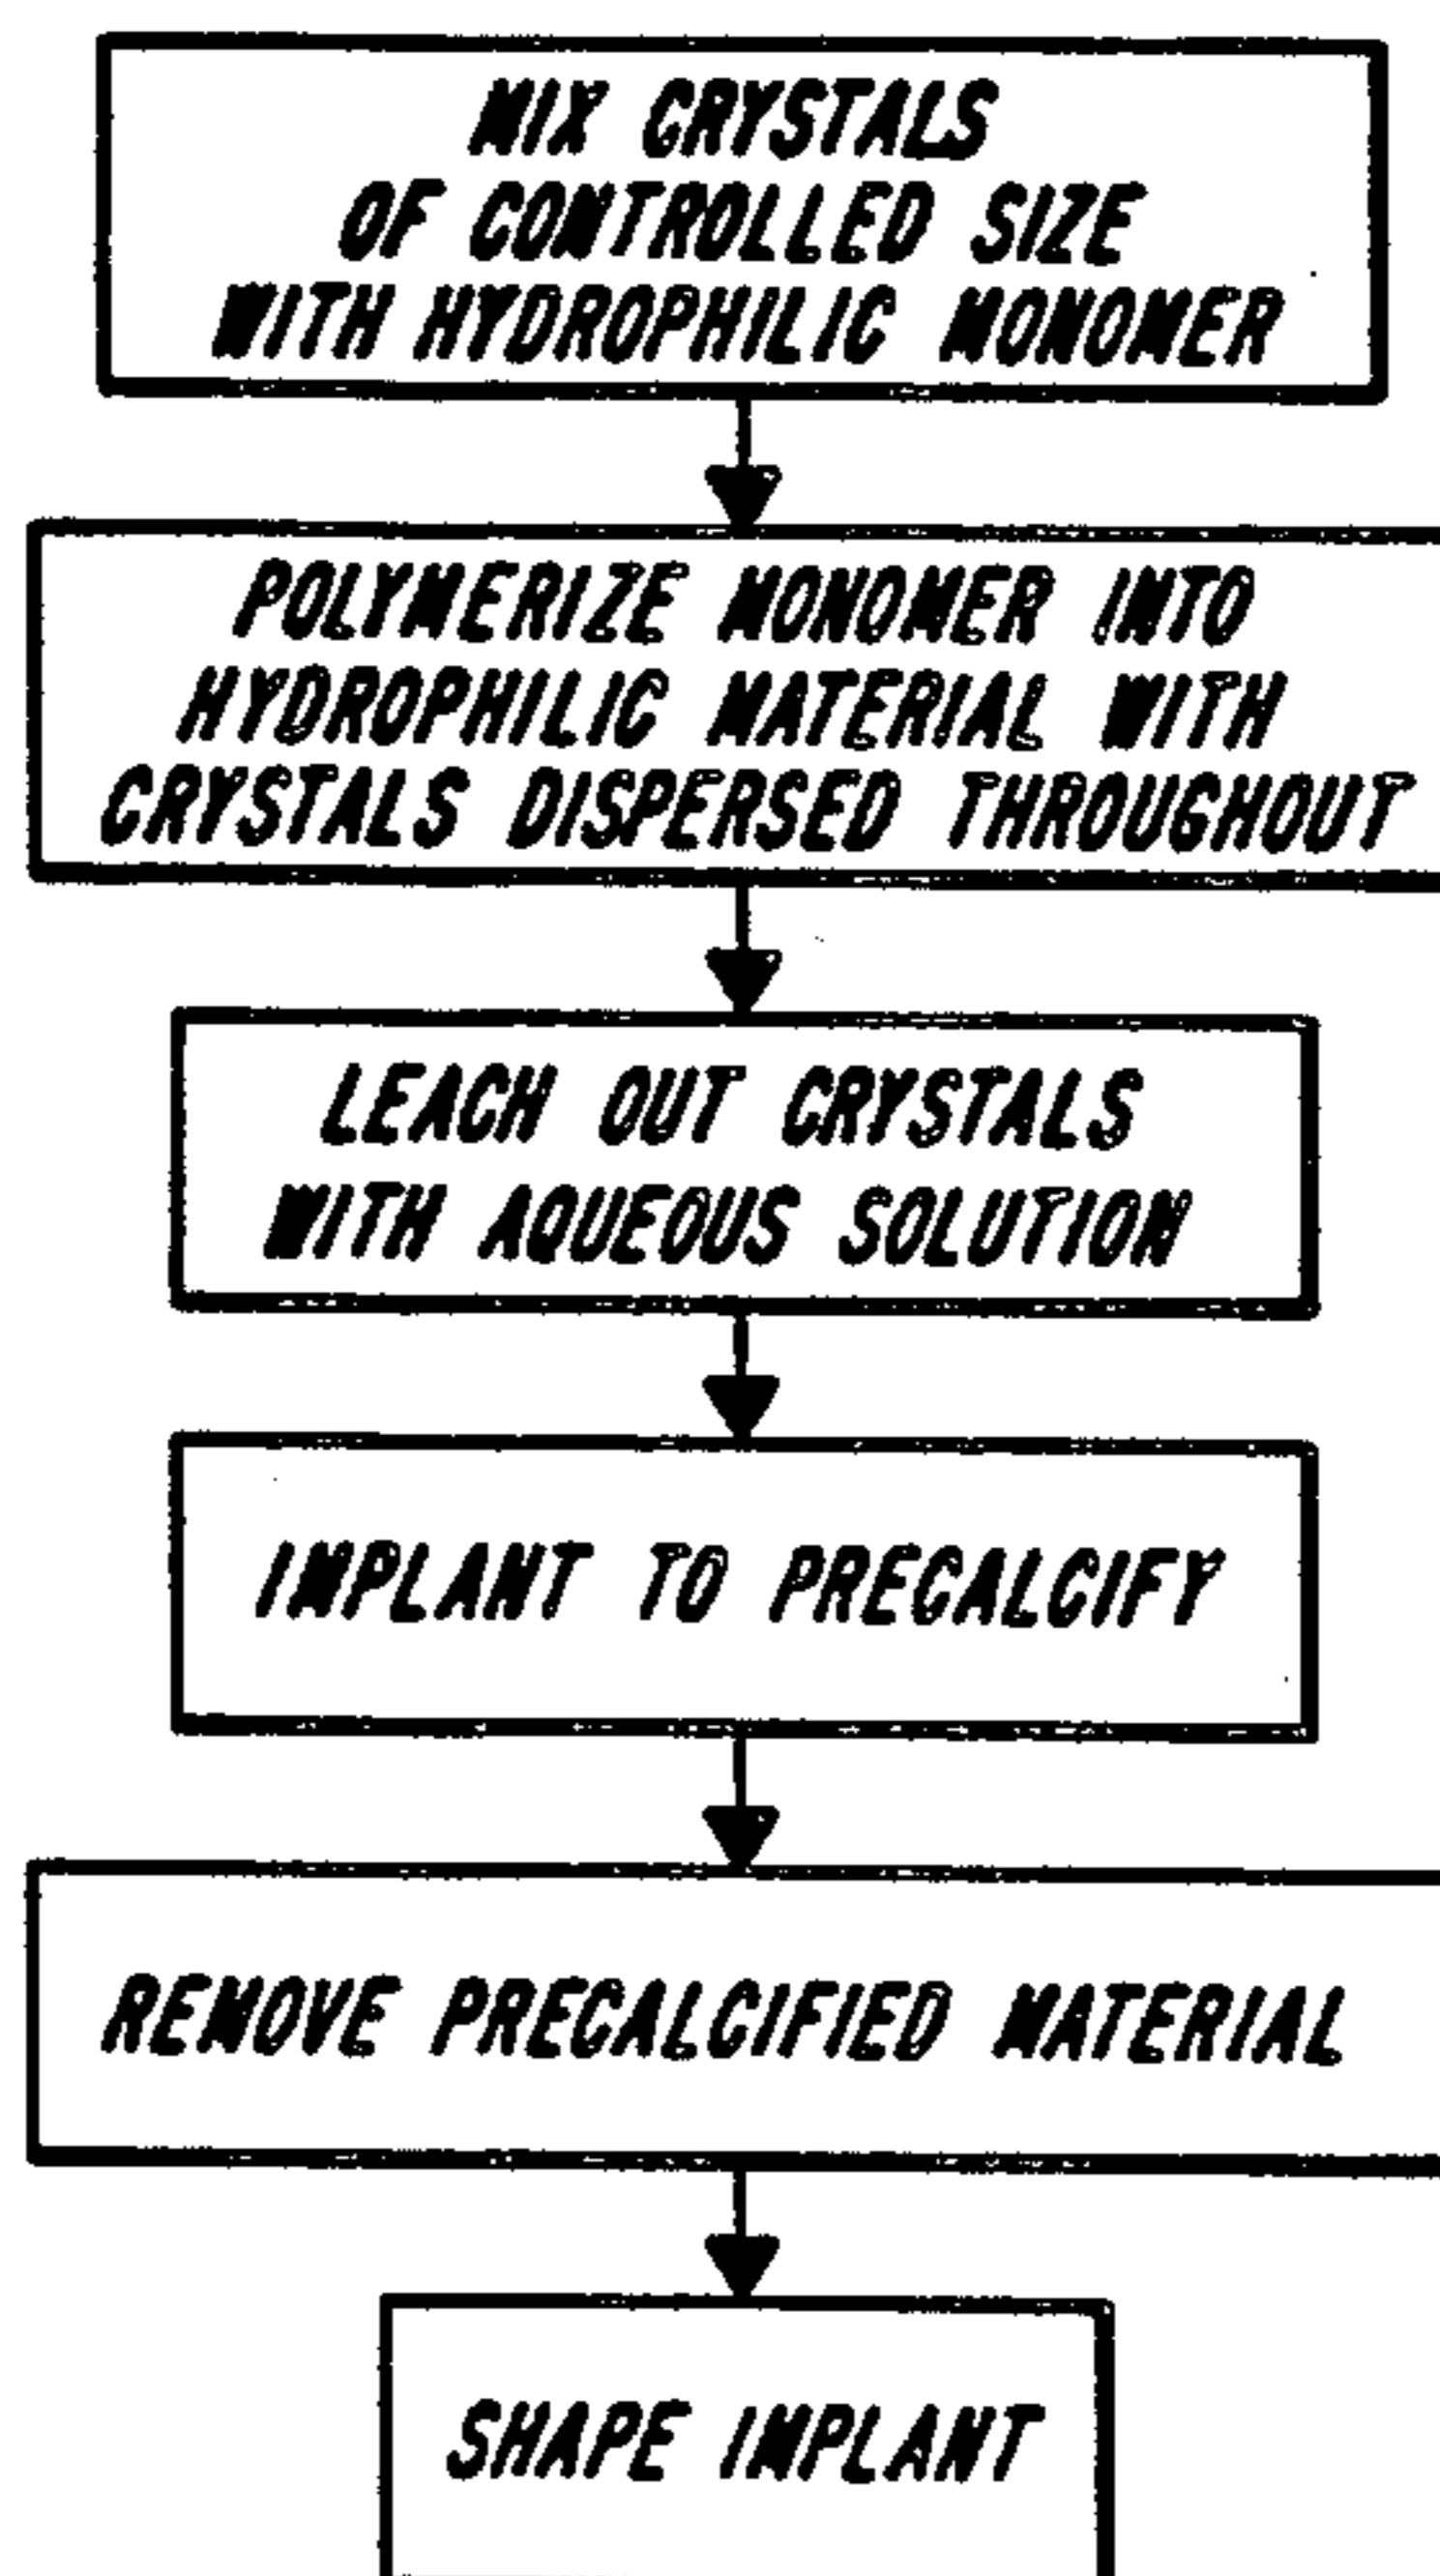 MIX CRYSTALS
OF CONTROLLED SIZE
WITH HYDROPHILIC MONOMER
POLYMERIZE MONOMER INTO
HYDROPHILIC MATERIAL WITH
CRYSTALS DISPERSED THROUGHOUT
LEACH OUT CRYSTALS
WITH AQUEOUS SOLUTION
IMPLANT TO PRECALCIFY
REMOVE PRECALCIFIED MATERIAL
SHAPE IMPLANT